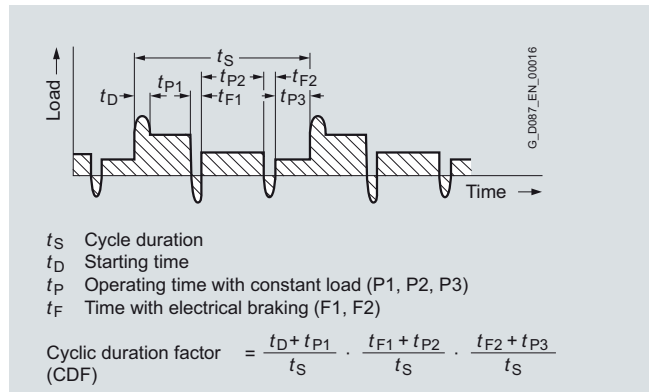 tS
tP1
tP2
tF2
tD
tF1
tP3
Load
Time
G_D087_EN_00016
tS Cycle duration
tD Starting time
tP Operating time with constant load (P1, P2, P3)
tF Time with electrical braking (F1, F2)
Cyclic duration factor (CDF) = tD + tP1 / tS · tF1 + tP2 / tS · tF2 + tP3 / tS